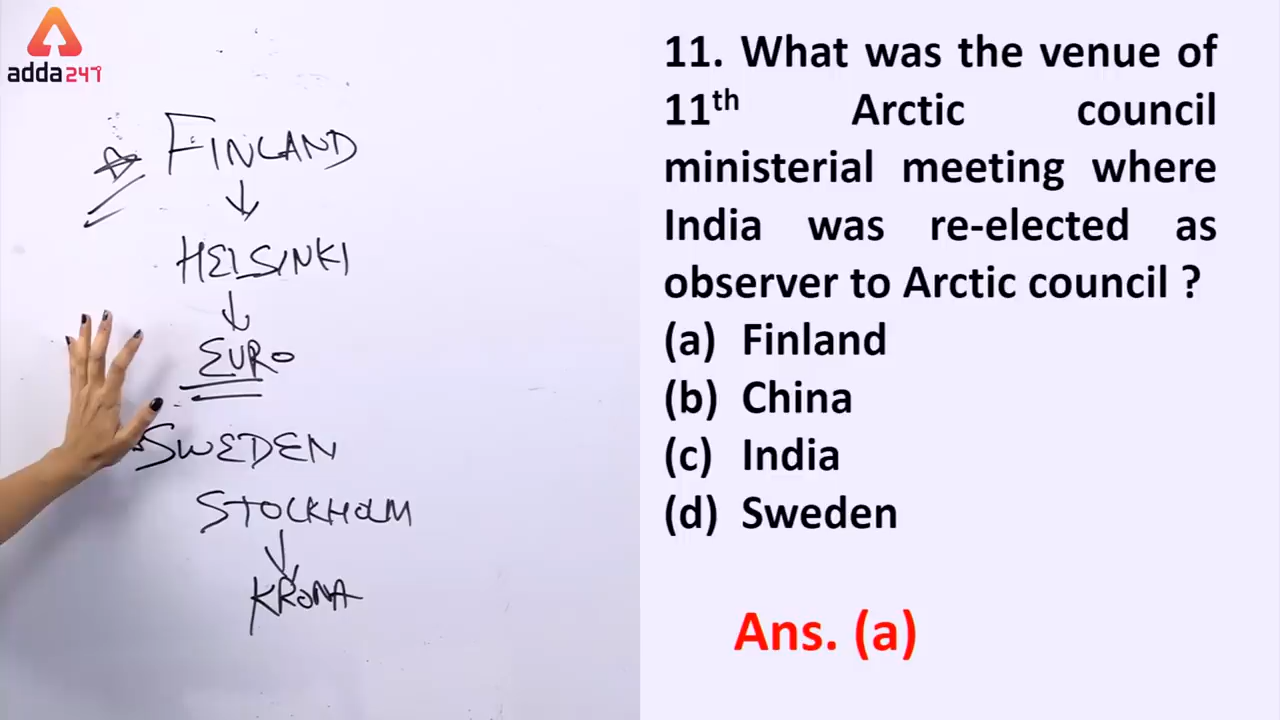 adda247
FINLAND
HELSINKI
EURO
SWEDEN
STOCKHOLM
KRONA
11. What was the venue of
11th Arctic council
ministerial meeting where
India was re-elected as
observer to Arctic council ?
(a) Finland
(b) China
(c) India
(d) Sweden
Ans. (a)